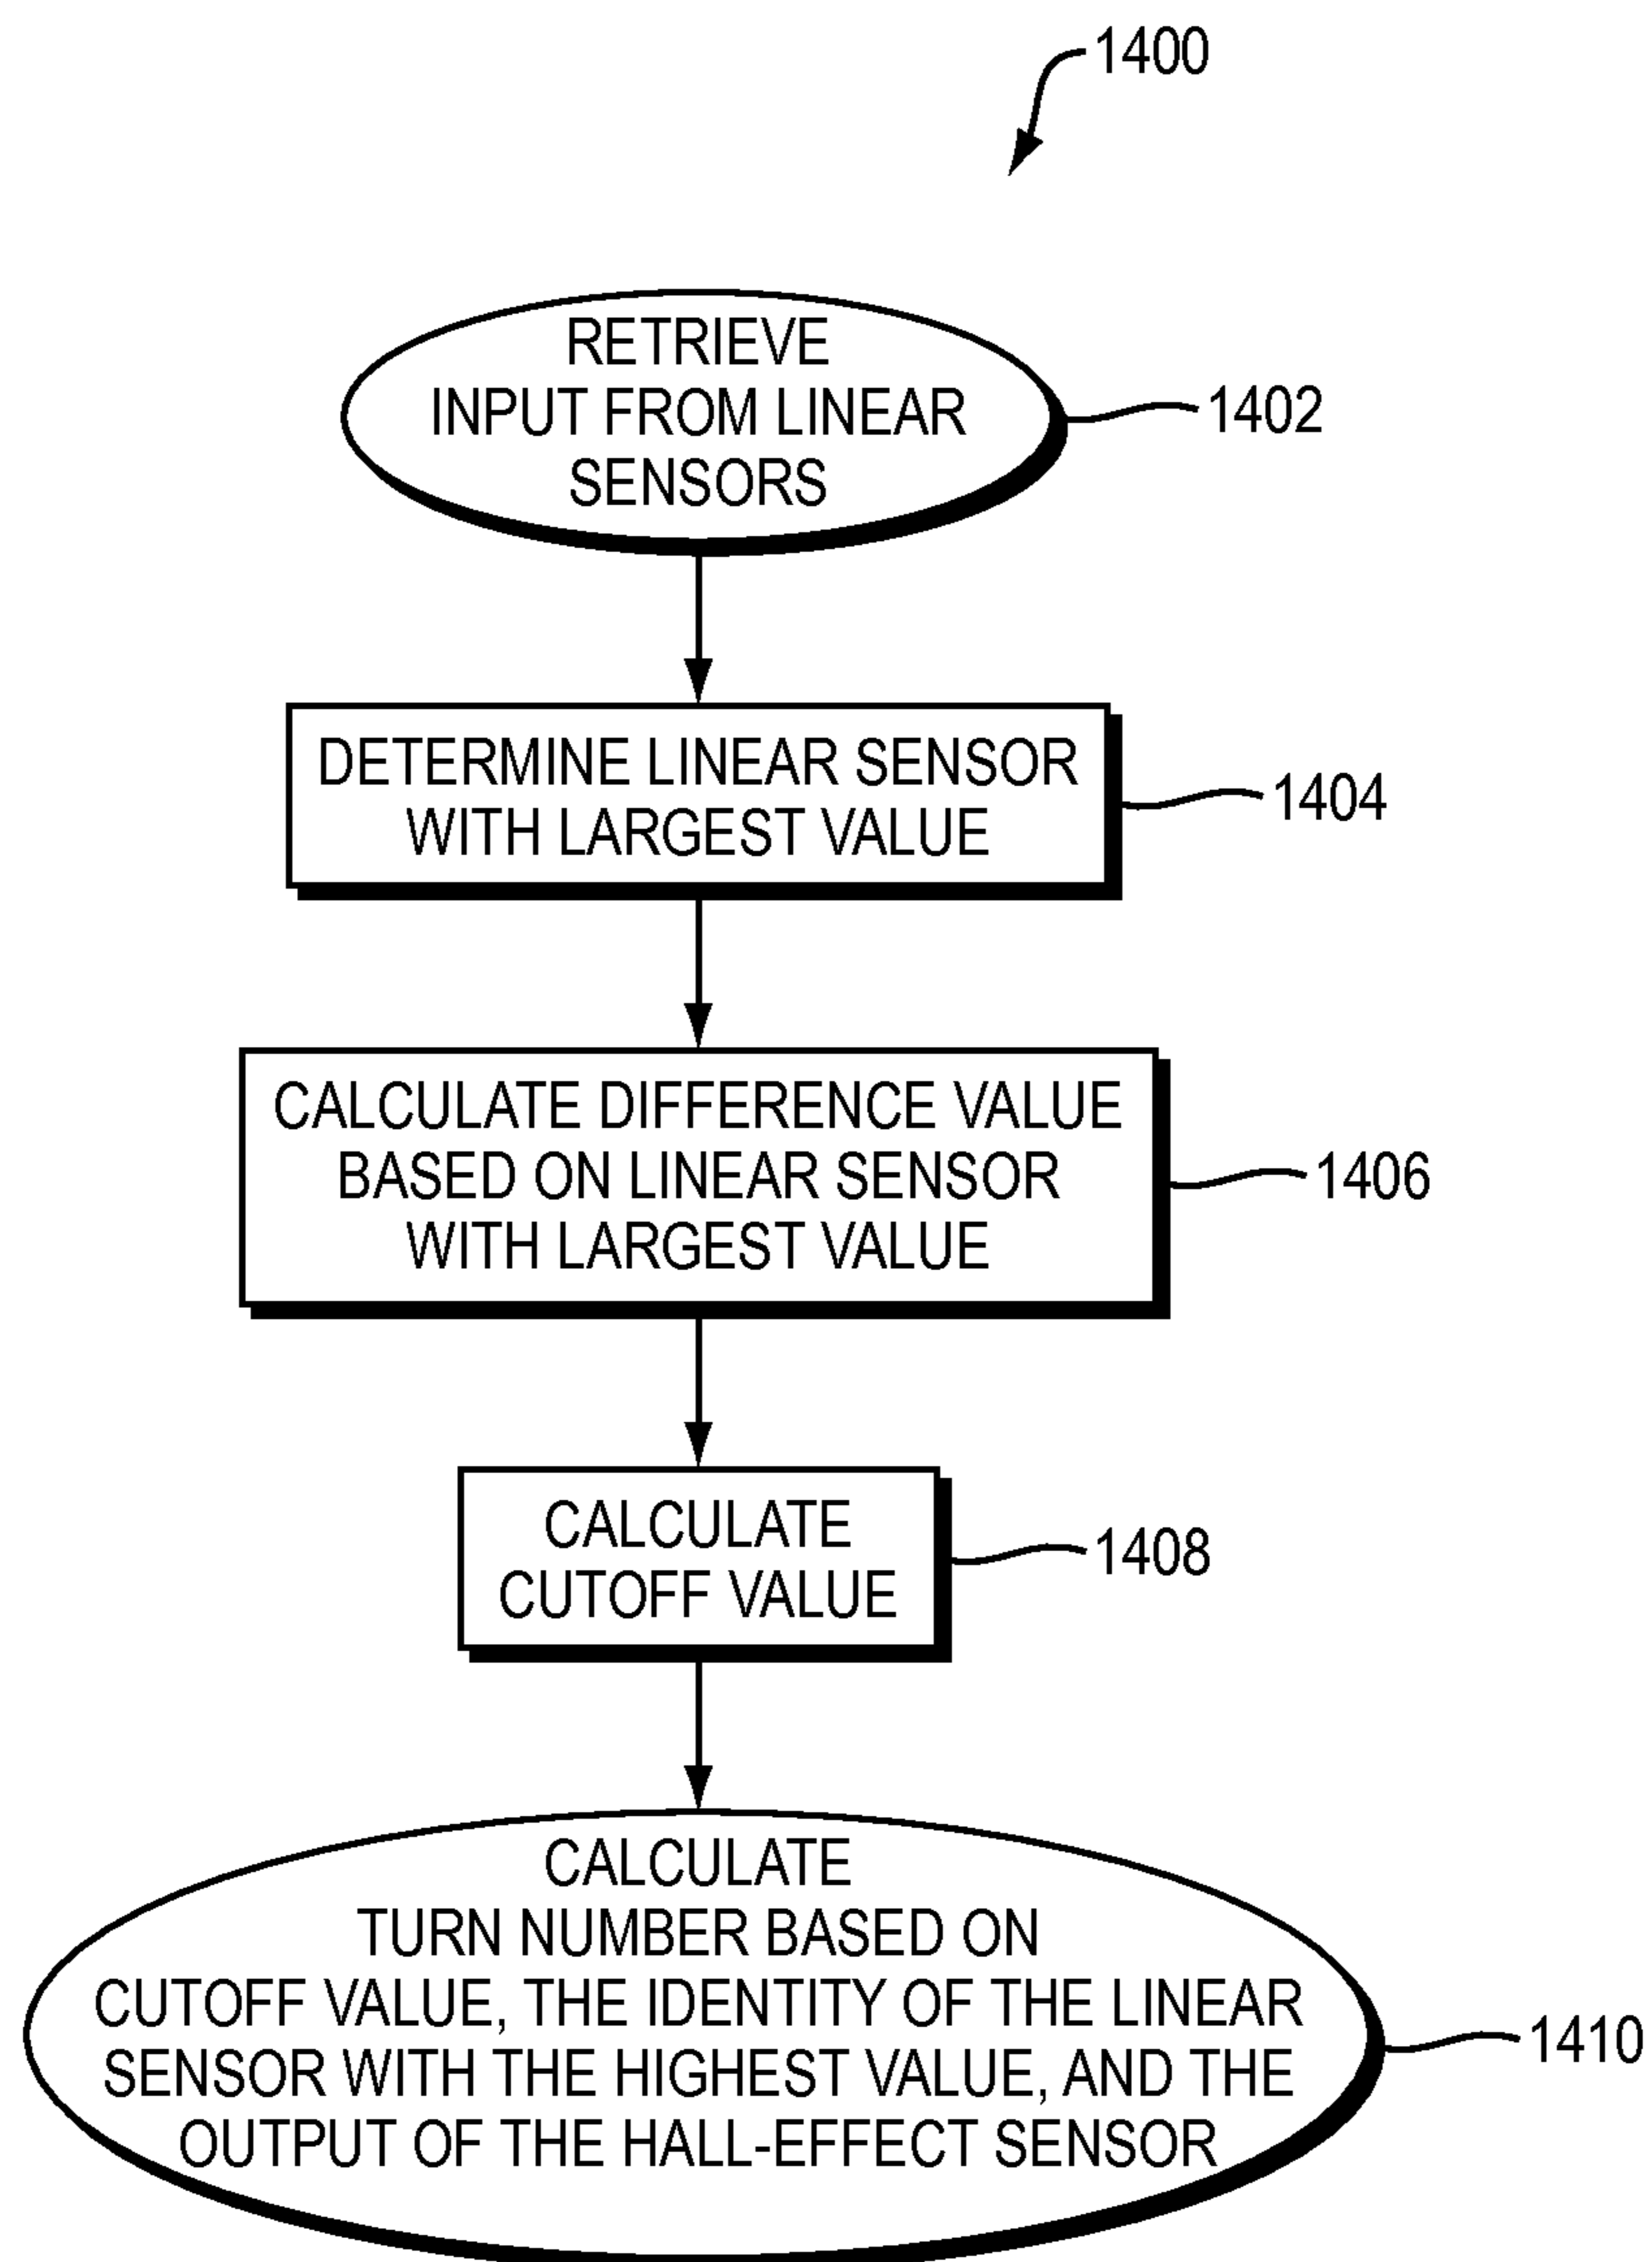 1400
RETRIEVE
INPUT FROM LINEAR
SENSORS
1402
DETERMINE LINEAR SENSOR
WITH LARGEST VALUE
1404
CALCULATE DIFFERENCE VALUE
BASED ON LINEAR SENSOR
WITH LARGEST VALUE
1406
CALCULATE
CUTOFF VALUE
1408
CALCULATE
TURN NUMBER BASED ON
CUTOFF VALUE, THE IDENTITY OF THE LINEAR
SENSOR WITH THE HIGHEST VALUE, AND THE
OUTPUT OF THE HALL-EFFECT SENSOR
1410